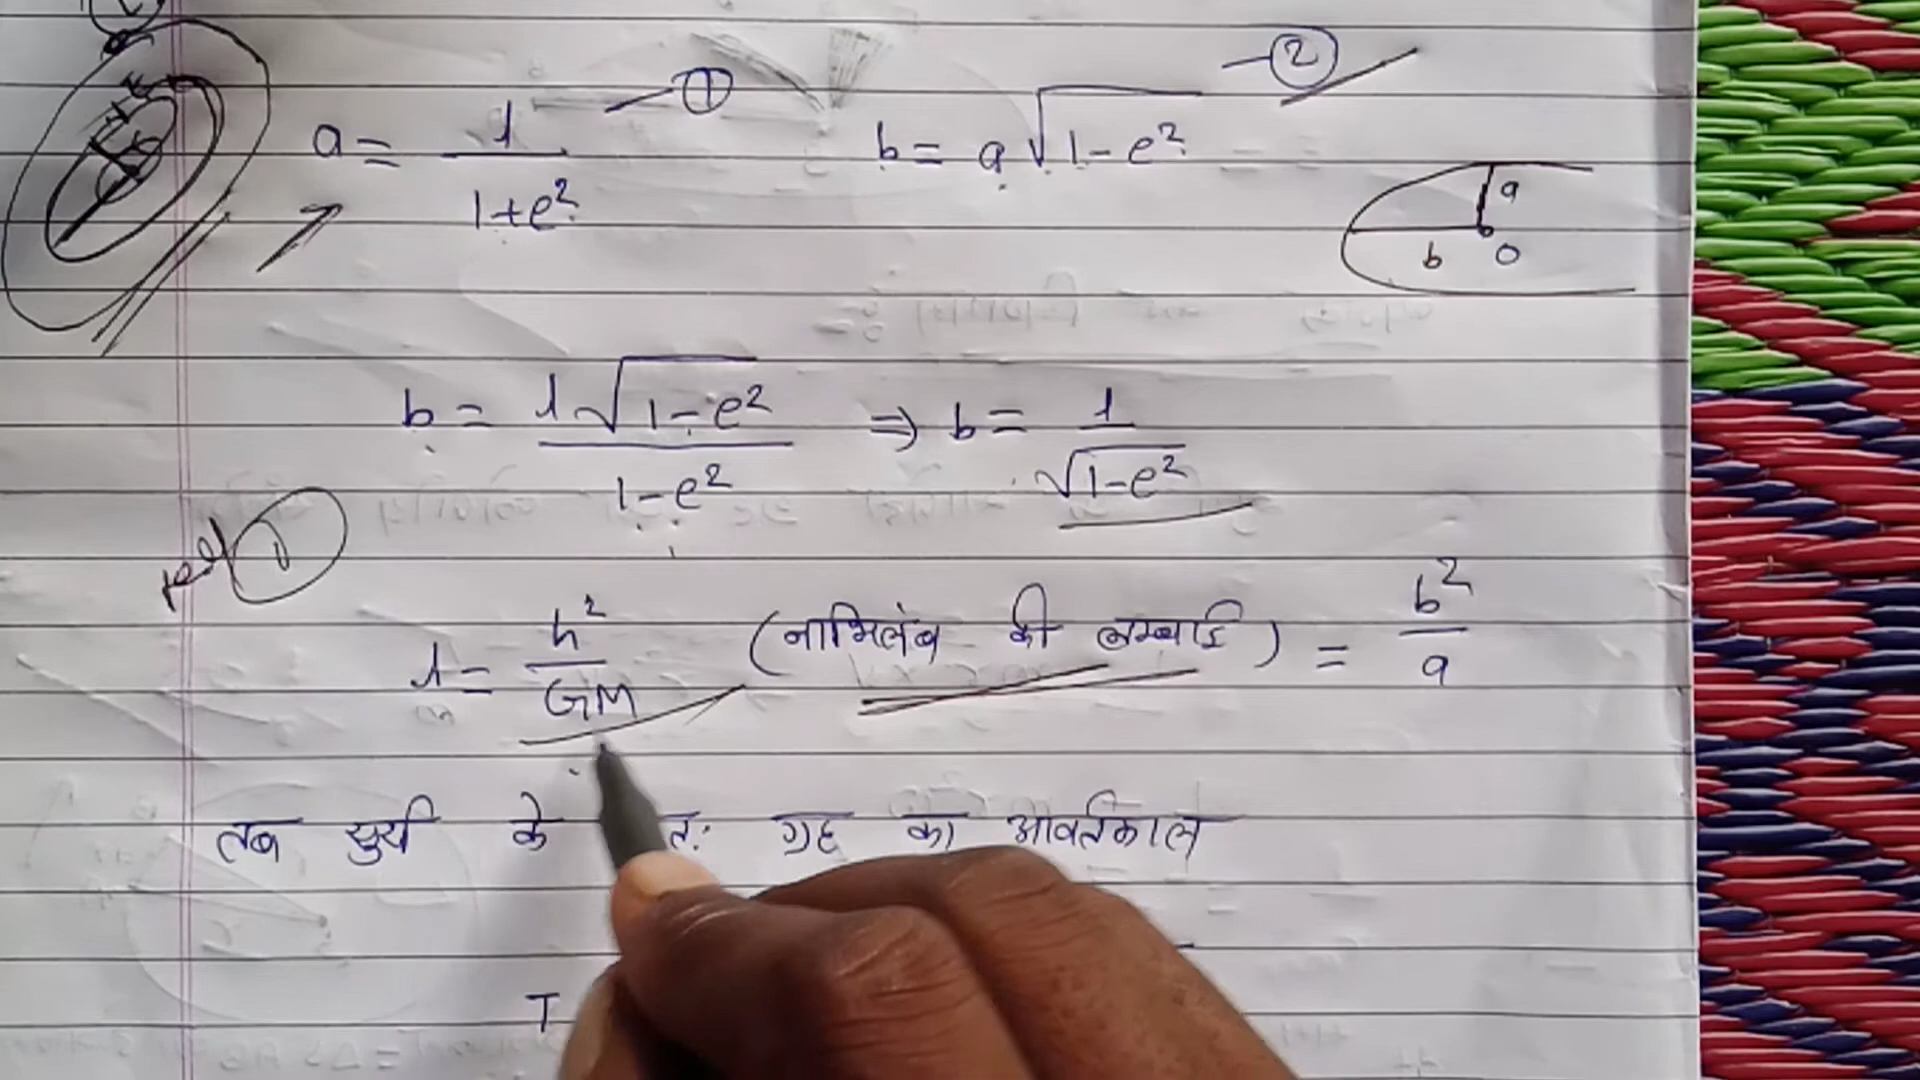 a = l / 1+e² — ① b = a√1-e² — ②
a
b 0
b = l√1-e² / 1-e² ⇒ b = l / √1-e²
l = h² / GM (नाभिलंब की लम्बाई) = b² / a
तब सुर्य के त: ग्रह का आवर्तकाल
T